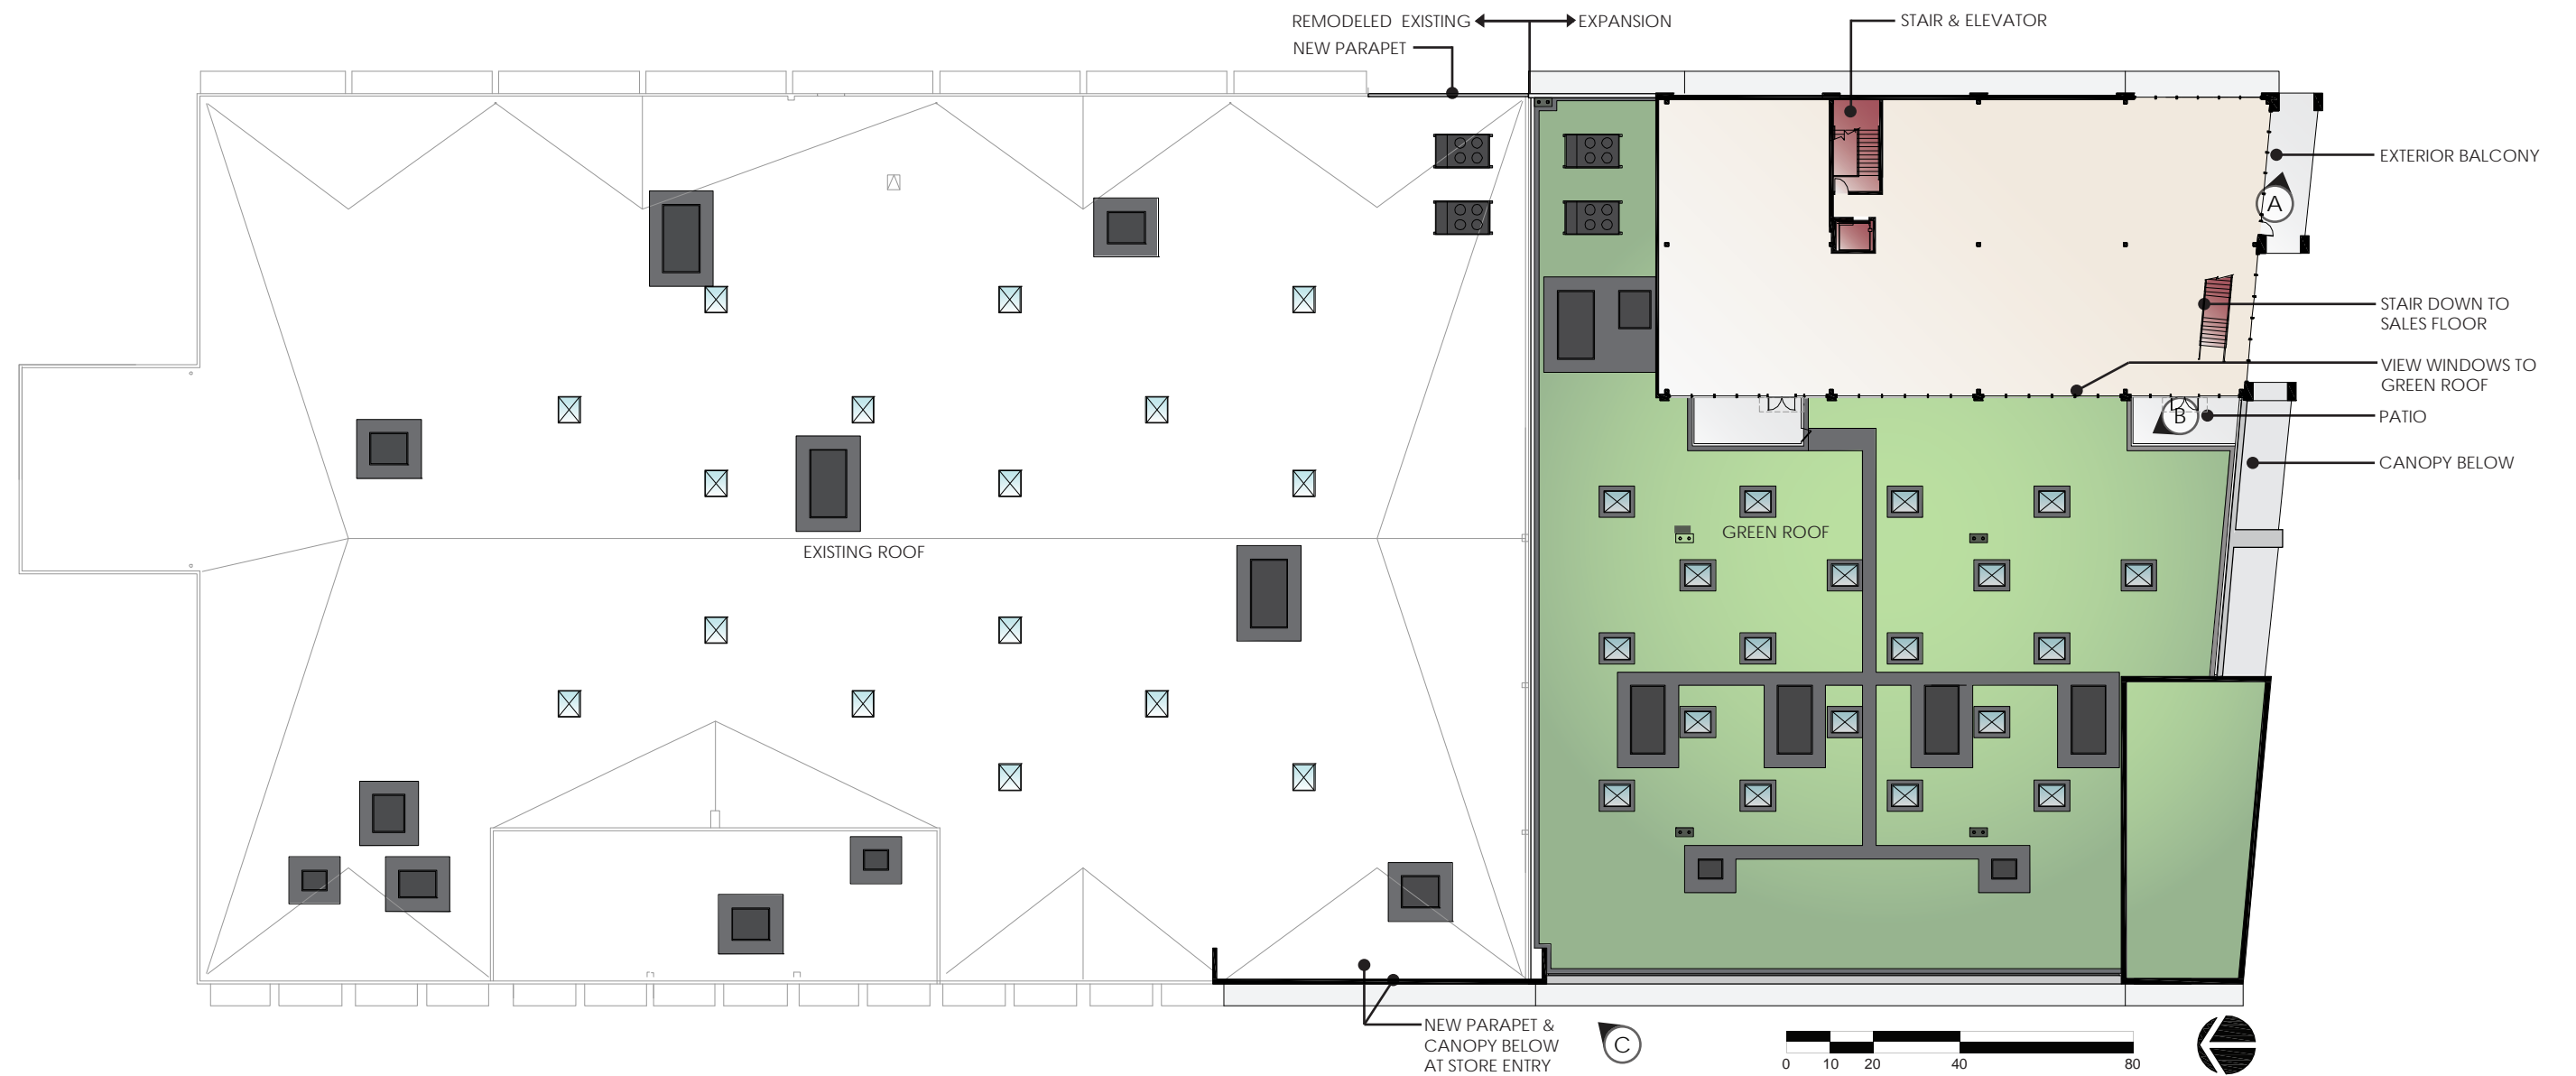 REMODELED EXISTING
EXPANSION
STAIR & ELEVATOR
NEW PARAPET
EXTERIOR BALCONY
A
STAIR DOWN TO
SALES FLOOR
VIEW WINDOWS TO
GREEN ROOF
B
PATIO
CANOPY BELOW
GREEN ROOF
EXISTING ROOF
NEW PARAPET &
CANOPY BELOW
AT STORE ENTRY
C
0 10 20 40 80